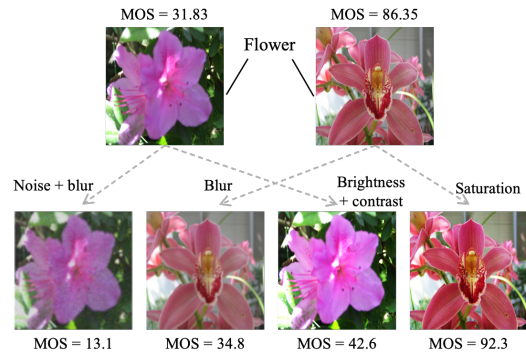 MOS = 31.83
MOS = 86.35
Flower
Noise + blur
Blur
Brightness
+ contrast
Saturation
MOS = 13.1
MOS = 34.8
MOS = 42.6
MOS = 92.3